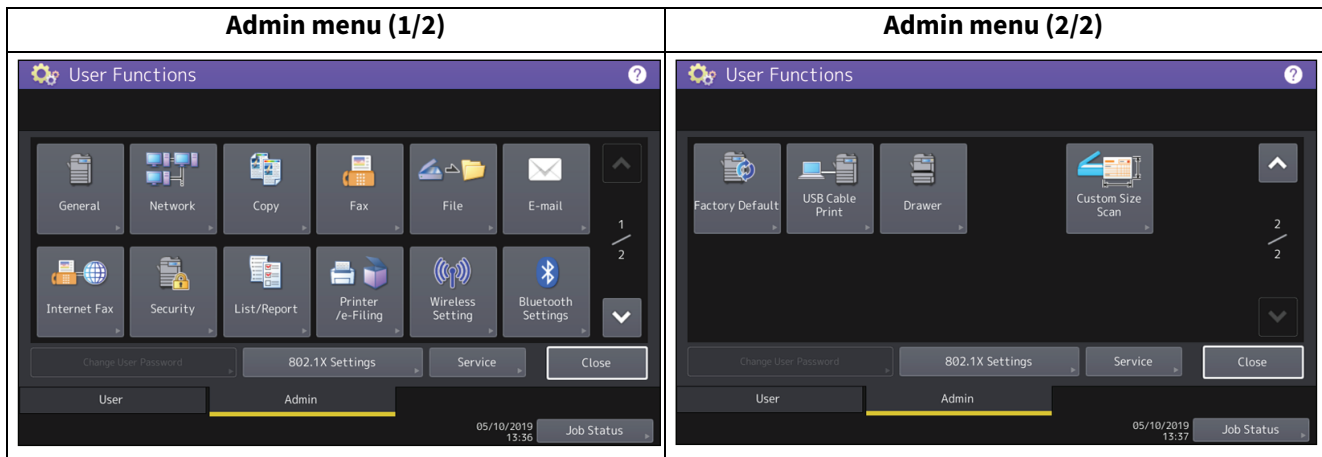 Admin menu (1/2)
Admin menu (2/2)
User Functions
?
General
Network
Copy
Fax
File
E-mail
1
2
Internet Fax
Security
List/Report
Printer
/e-Filing
Wireless
Setting
Bluetooth
Settings
Change User Password
802.1X Settings
Service
Close
User
Admin
05/10/2019
13:36
Job Status
User Functions
?
Factory Default
USB Cable
Print
Drawer
Custom Size
Scan
2
2
Change User Password
802.1X Settings
Service
Close
User
Admin
05/10/2019
13:37
Job Status